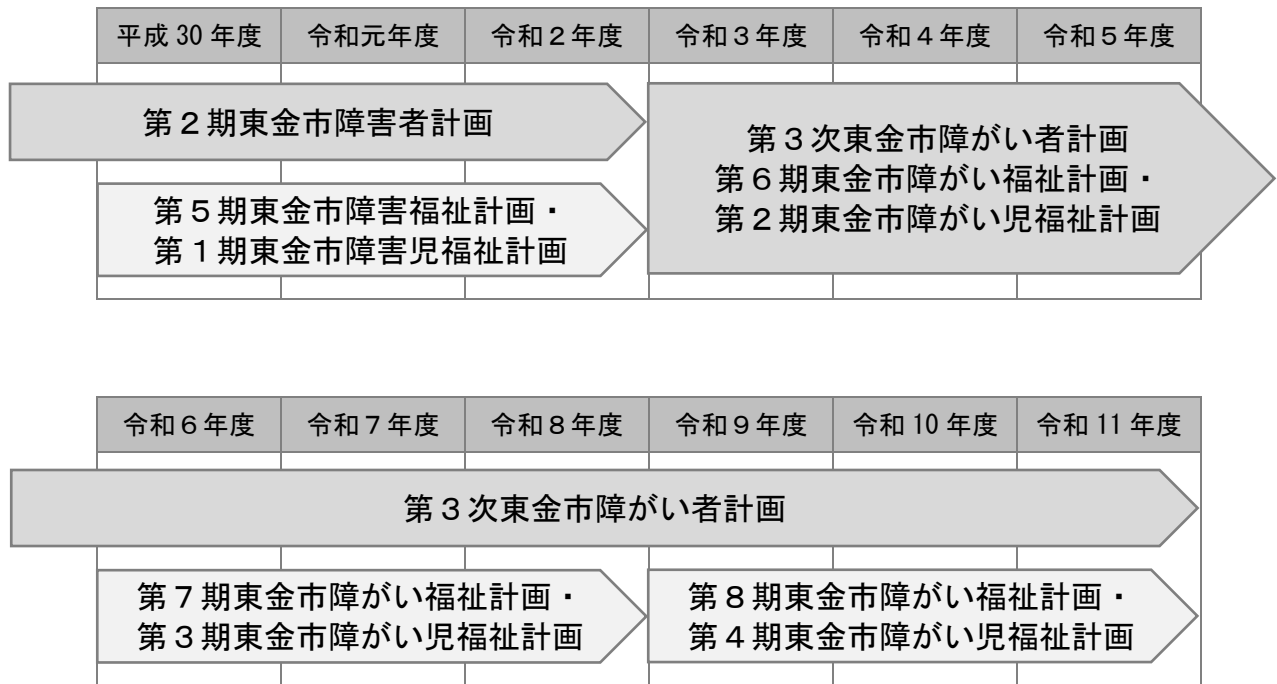 平成 30 年度 令和元年度 令和２年度 令和３年度 令和４年度 令和５年度
第２期東金市障害者計画
第５期東金市障害福祉計画・
第１期東金市障害児福祉計画
第３次東金市障がい者計画
第６期東金市障がい福祉計画・
第２期東金市障がい児福祉計画
令和６年度 令和７年度 令和８年度 令和９年度 令和 10 年度 令和 11 年度
第３次東金市障がい者計画
第７期東金市障がい福祉計画・
第３期東金市障がい児福祉計画
第８期東金市障がい福祉計画・
第４期東金市障がい児福祉計画